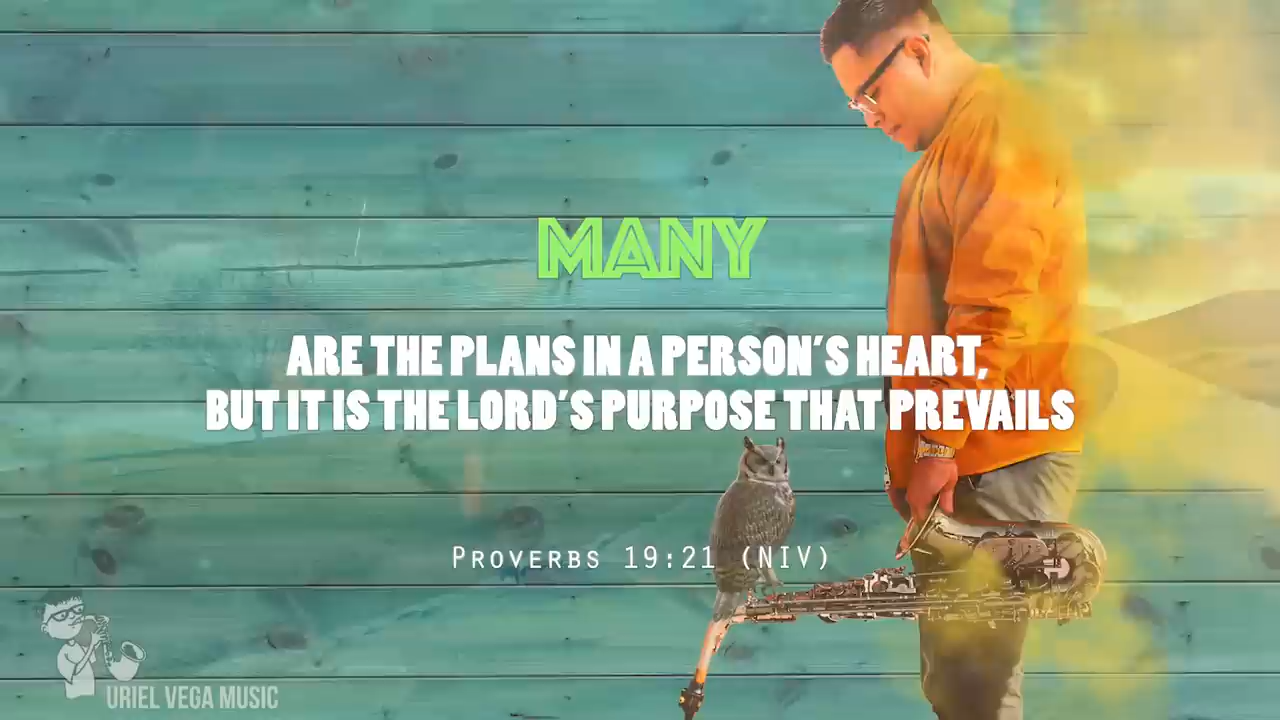 MANY
ARE THE PLANS IN A PERSON'S HEART,
BUT IT IS THE LORD'S PURPOSE THAT PREVAILS
PROVERBS 19:21 (NIV)
URIEL VEGA MUSIC